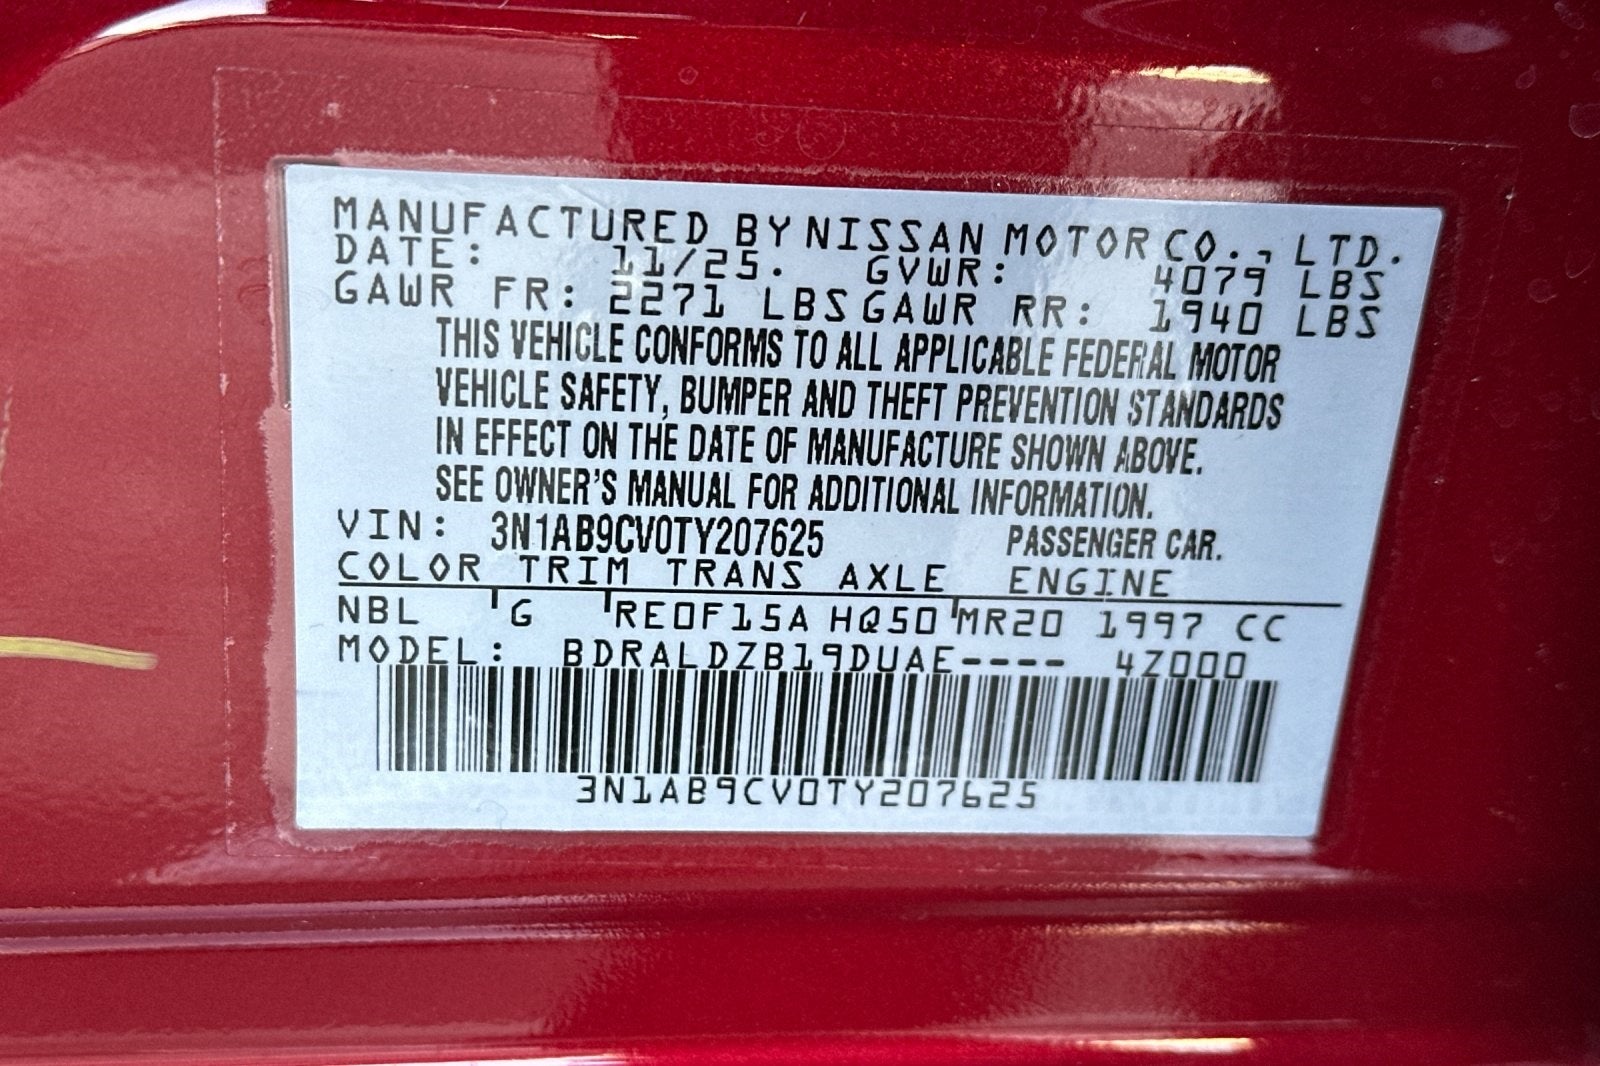 MANUFACTURED BY NISSAN MOTOR CO., LTD.
DATE: 11/25. GVWR: 4079 LBS
GAWR FR: 2271 LBS GAWR RR: 1940 LBS
THIS VEHICLE CONFORMS TO ALL APPLICABLE FEDERAL MOTOR
VEHICLE SAFETY, BUMPER AND THEFT PREVENTION STANDARDS
IN EFFECT ON THE DATE OF MANUFACTURE SHOWN ABOVE.
SEE OWNER'S MANUAL FOR ADDITIONAL INFORMATION.
VIN: 3N1AB9CV0TY207625 PASSENGER CAR.
COLOR TRIM TRANS AXLE ENGINE
NBL G RE0F15A HQ50 MR20 1997 CC
MODEL: BDRALDZB19DUAE---- 4Z000
3N1AB9CV0TY207625